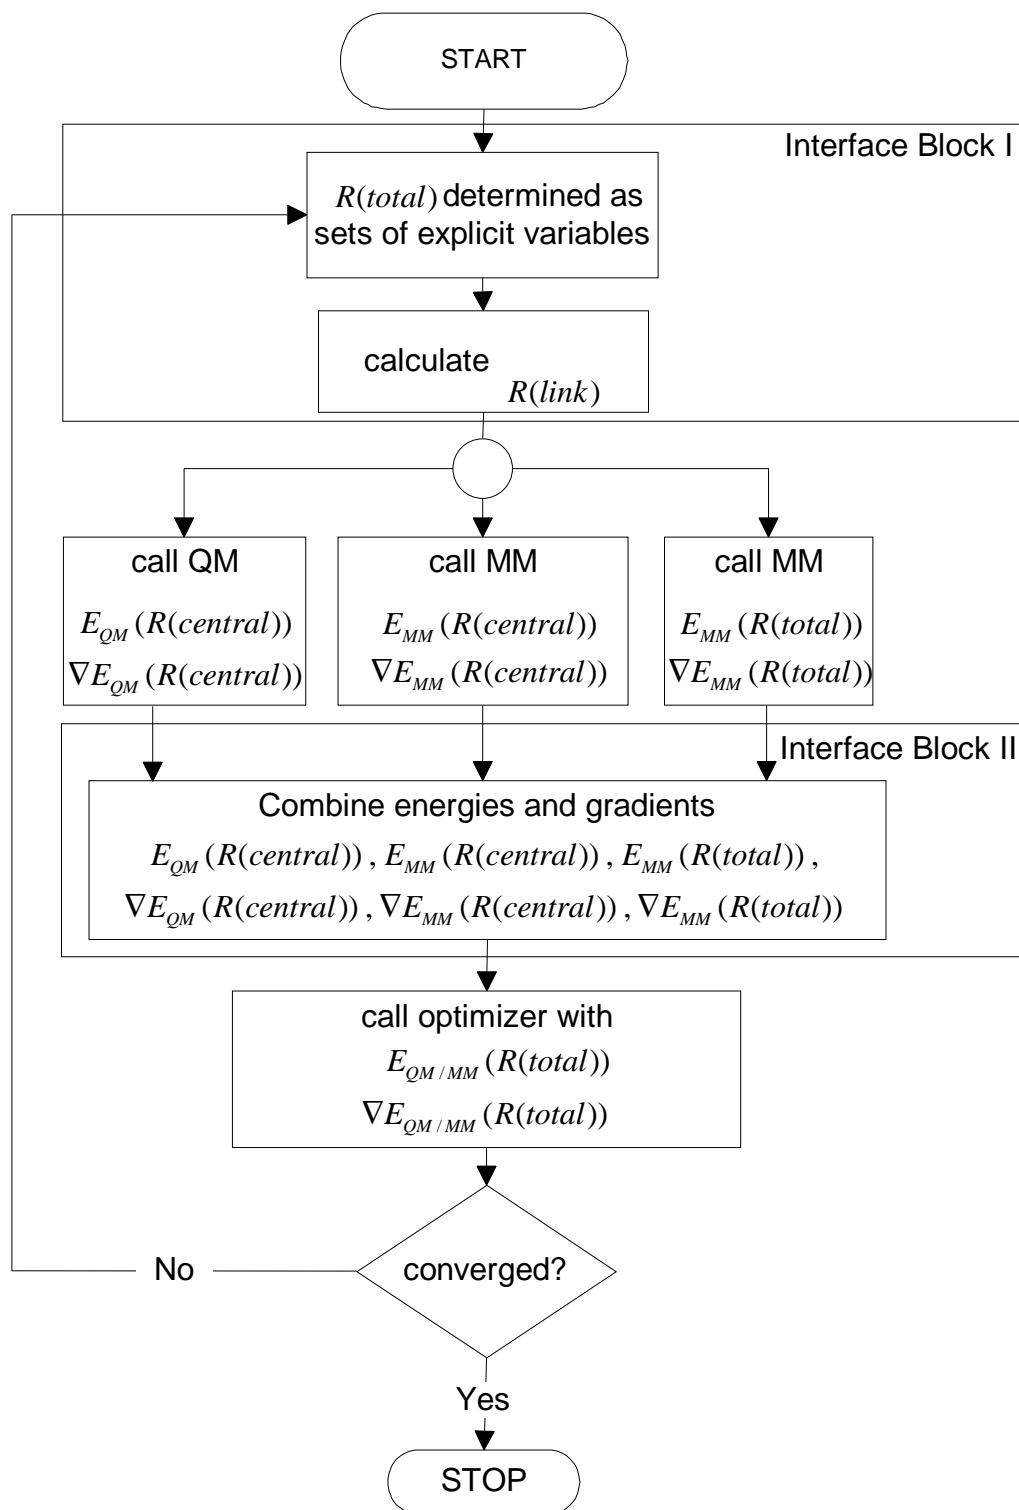 START
Interface Block I
R(total) determined as
sets of explicit variables
calculate
R(link)
call QM
E_QM (R(central))
∇E_QM (R(central))
call MM
E_MM (R(central))
∇E_MM (R(central))
call MM
E_MM (R(total))
∇E_MM (R(total))
Interface Block II
Combine energies and gradients
E_QM (R(central)) , E_MM (R(central)) , E_MM (R(total)) ,
∇E_QM (R(central)) , ∇E_MM (R(central)) , ∇E_MM (R(total))
call optimizer with
E_QM / MM (R(total))
∇E_QM / MM (R(total))
No
converged?
Yes
STOP